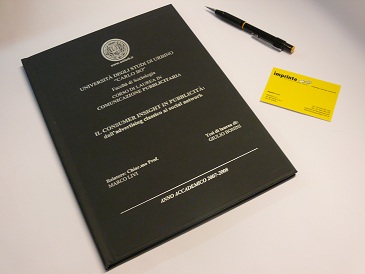 UNIVERSITÀ DEGLI STUDI DI URBINO
"CARLO BO"
Facoltà di Sociologia
CORSO DI LAUREA IN
COMUNICAZIONE PUBBLICITARIA
IL CONSUMER INSIGHT IN PUBBLICITÀ:
dall'advertising classico ai social network
Relatore: Chiar.mo Prof.
MARCO LIVI
Tesi di laurea di:
GIULIO BONINI
ANNO ACCADEMICO 2007-2008
imprinta